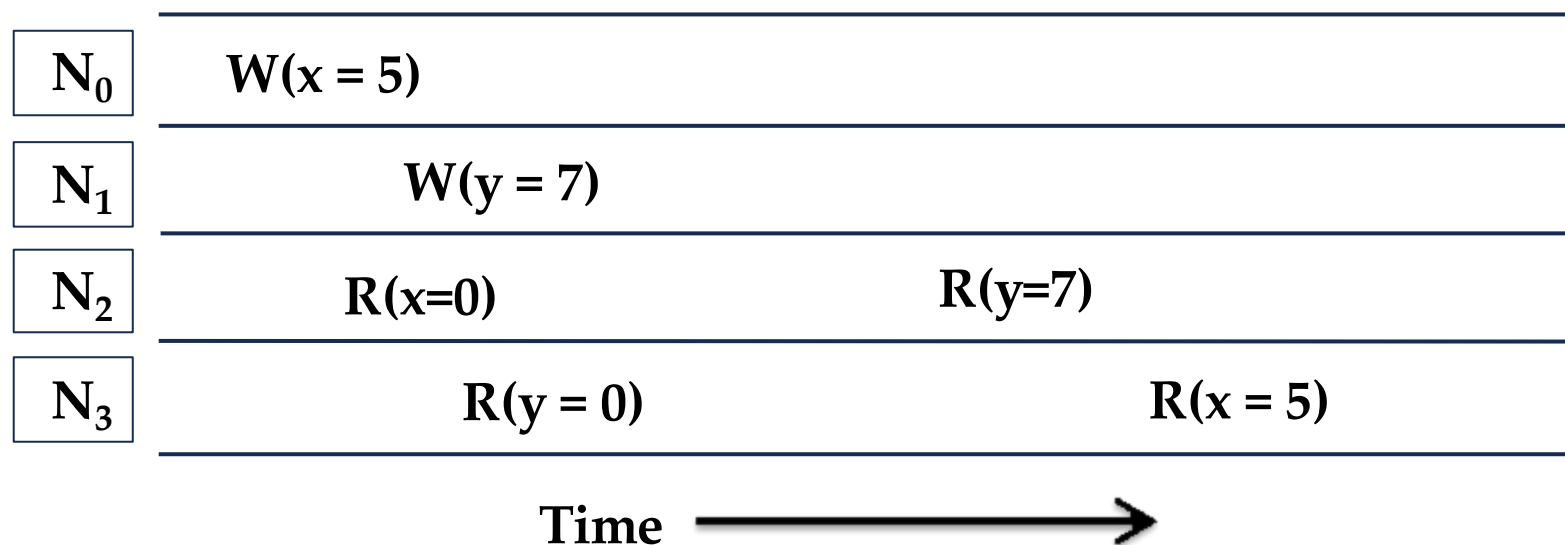 N₀ W(x = 5)
N₁ W(y = 7)
N₂ R(x=0) R(y=7)
N₃ R(y = 0) R(x = 5)
Time